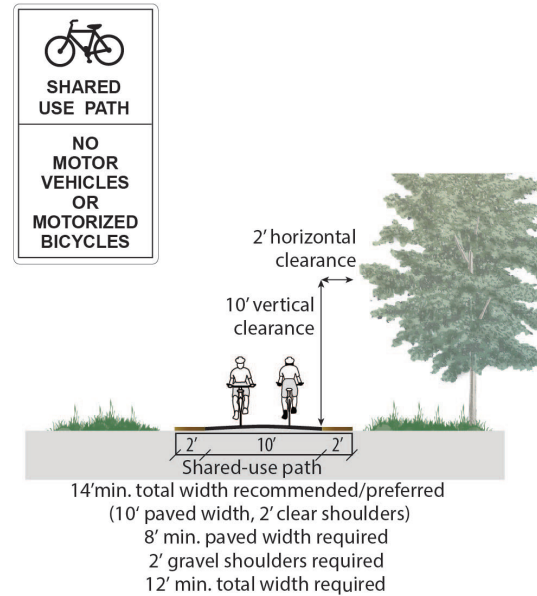 SHARED
USE PATH
NO
MOTOR
VEHICLES
OR
MOTORIZED
BICYCLES
2’ horizontal
clearance
10’ vertical
clearance
2’ 10’ 2’
Shared-use path
14’min. total width recommended/preferred
(10’ paved width, 2’ clear shoulders)
8’ min. paved width required
2’ gravel shoulders required
12’ min. total width required